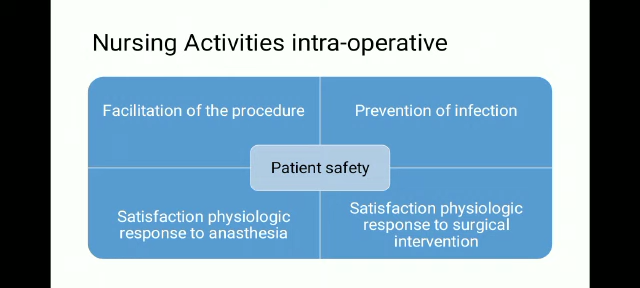 Nursing Activities intra-operative
Facilitation of the procedure
Prevention of infection
Patient safety
Satisfaction physiologic
response to anasthesia
Satisfaction physiologic
response to surgical
intervention